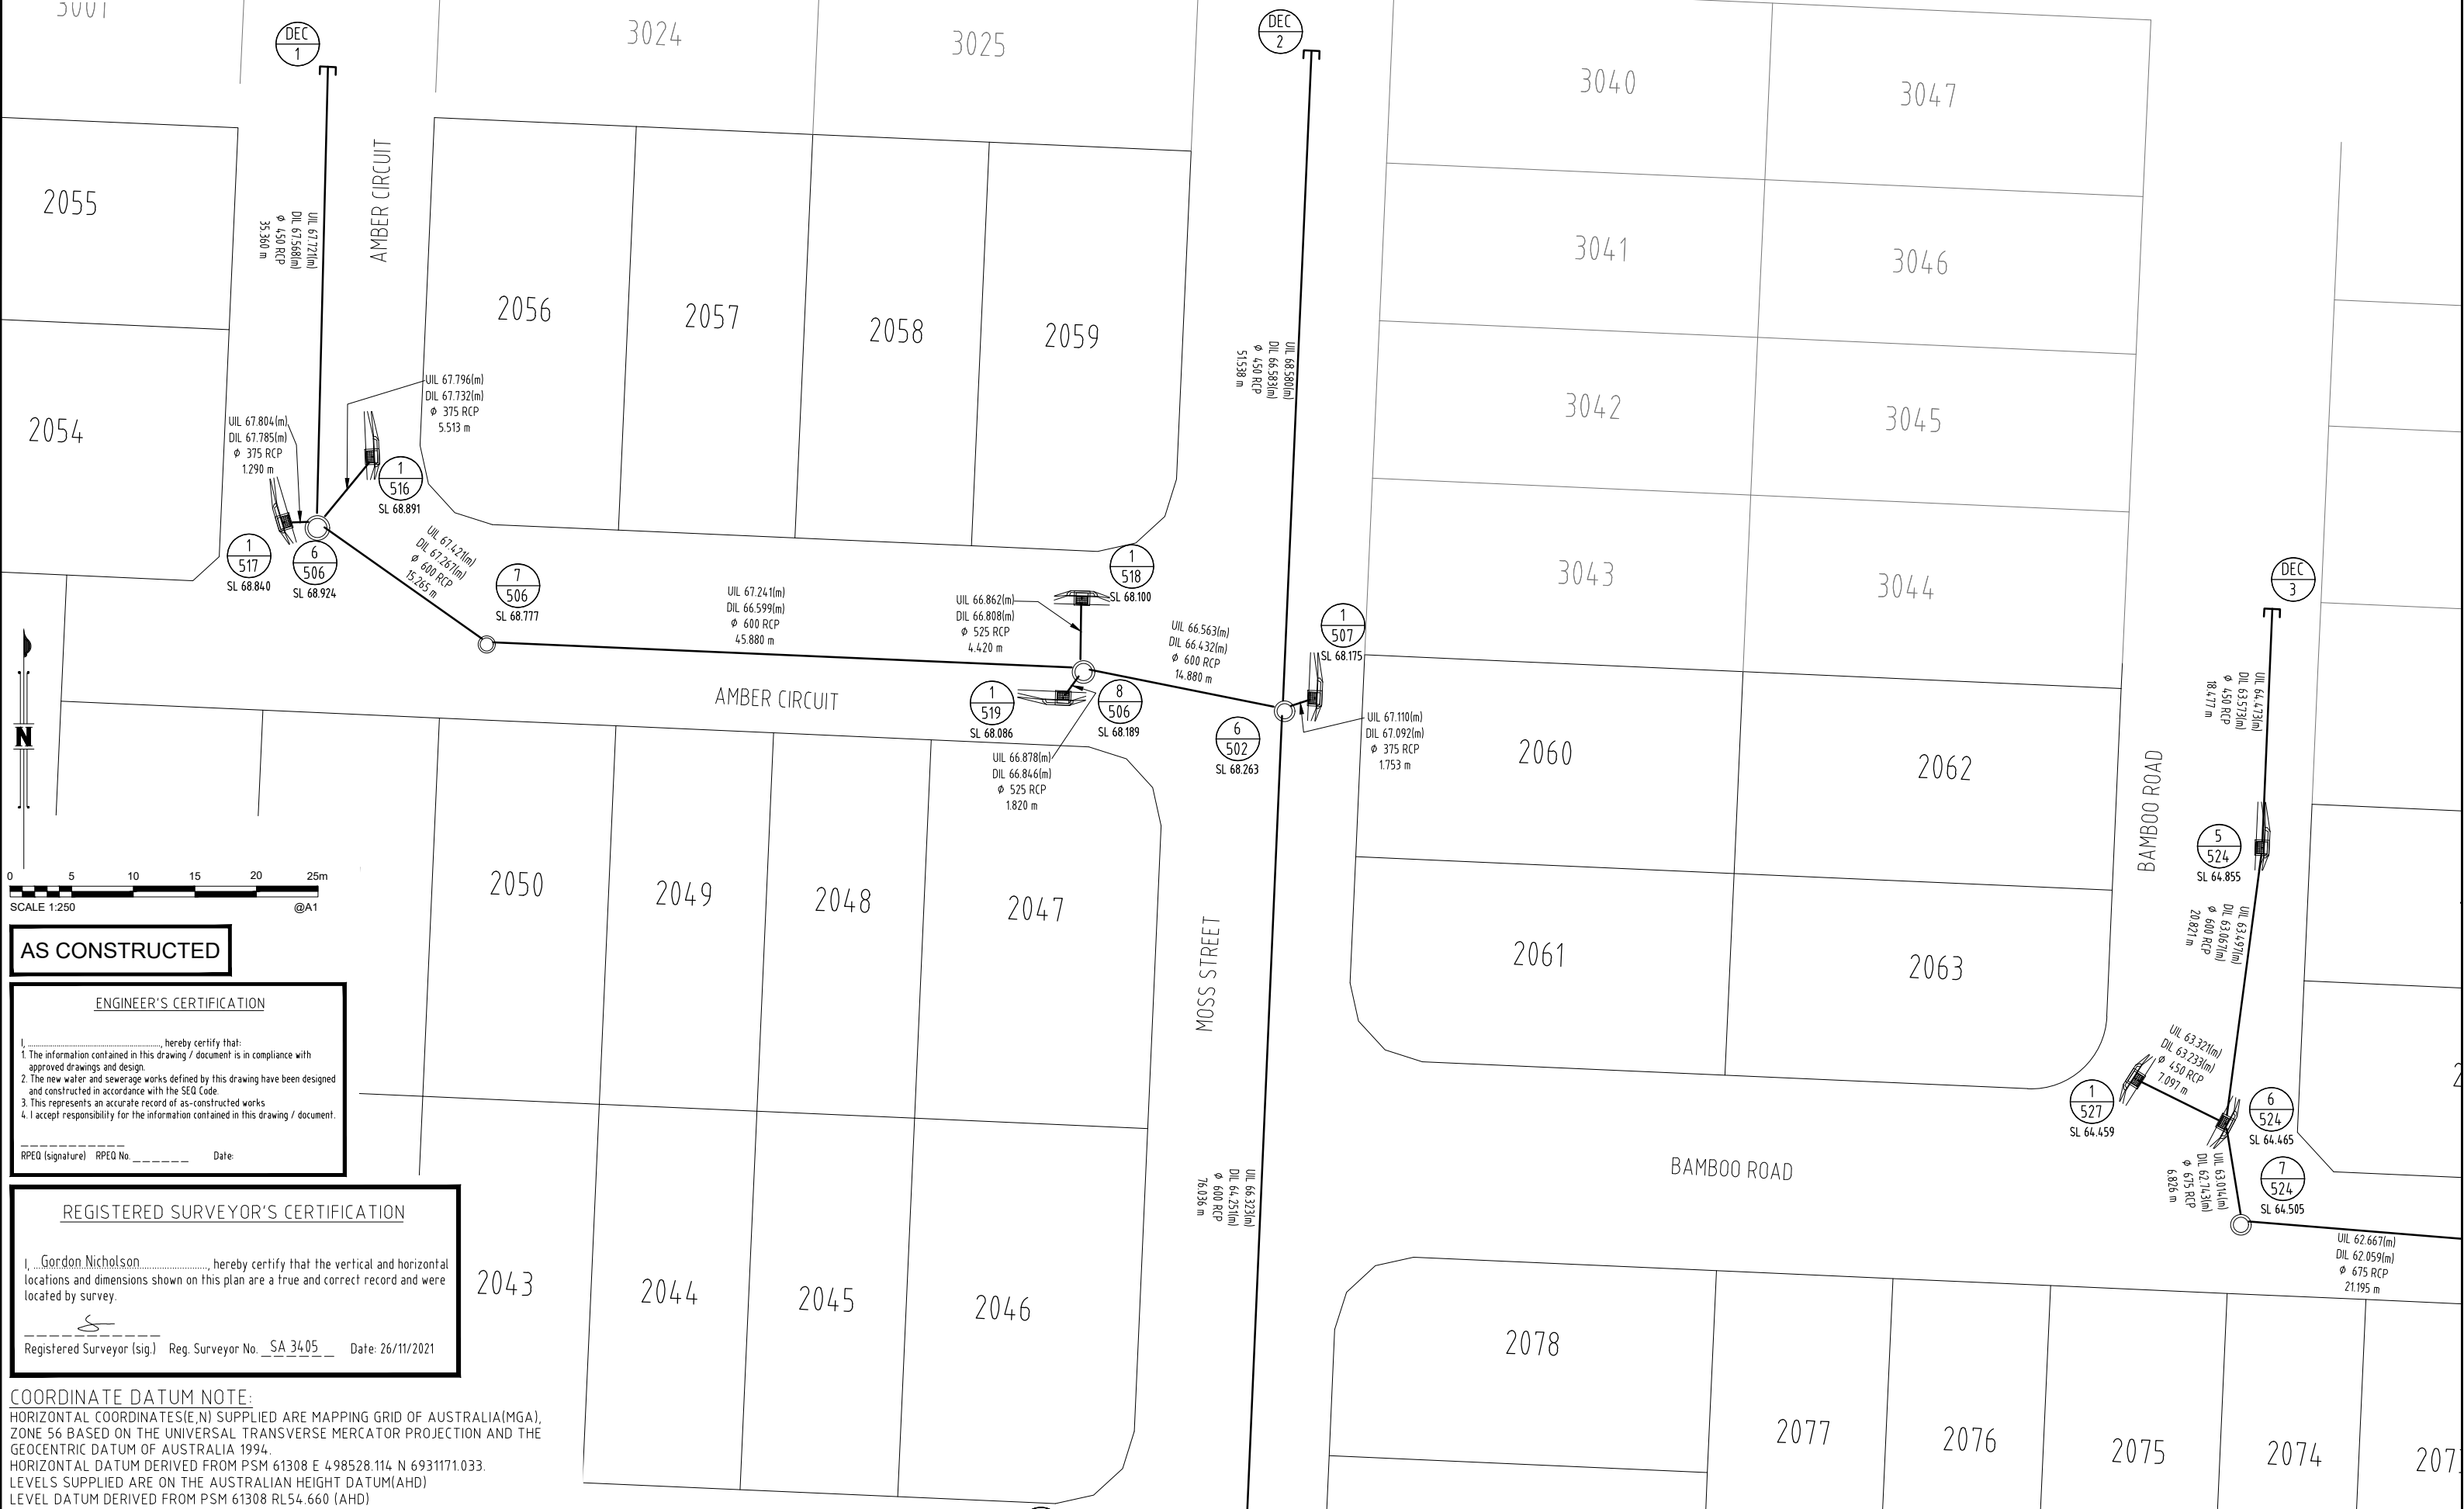 3001
DEC
1
3024
3025
DEC
2
3040
3047
2055
UIL 67.721(m)
DIL 67.568(m)
φ 450 RCP
35.360 m
AMBER CIRCUIT
2056
2057
2058
2059
UIL 68.580(m)
DIL 66.583(m)
φ 450 RCP
51.538 m
3041
3046
3042
3045
2054
UIL 67.796(m)
DIL 67.732(m)
φ 375 RCP
5.513 m
UIL 67.804(m)
DIL 67.785(m)
φ 375 RCP
1.290 m
1
516
SL 68.891
1
517
SL 68.840
6
506
SL 68.924
UIL 67.421(m)
DIL 67.267(m)
φ 600 RCP
15.265 m
7
506
SL 68.777
UIL 67.241(m)
DIL 66.599(m)
φ 600 RCP
45.880 m
UIL 66.862(m)
DIL 66.808(m)
φ 525 RCP
4.420 m
1
518
SL 68.100
UIL 66.563(m)
DIL 66.432(m)
φ 600 RCP
14.880 m
1
507
SL 68.175
3043
3044
DEC
3
UIL 64.473(m)
DIL 63.573(m)
φ 450 RCP
18.477 m
AMBER CIRCUIT
1
519
SL 68.086
8
506
SL 68.189
6
502
SL 68.263
UIL 67.110(m)
DIL 67.092(m)
φ 375 RCP
1.753 m
UIL 66.878(m)
DIL 66.846(m)
φ 525 RCP
1.820 m
2060
2062
BAMBOO ROAD
5
524
SL 64.855
N
0 5 10 15 20 25m
SCALE 1:250 @A1
2050
2049
2048
2047
MOSS STREET
2061
2063
UIL 63.497(m)
DIL 63.067(m)
φ 600 RCP
20.821 m
UIL 63.321(m)
DIL 63.233(m)
φ 450 RCP
7.097 m
1
527
SL 64.459
6
524
SL 64.465
7
524
SL 64.505
UIL 63.014(m)
DIL 62.743(m)
φ 675 RCP
6.826 m
BAMBOO ROAD
UIL 62.667(m)
DIL 62.059(m)
φ 675 RCP
21.195 m
UIL 66.323(m)
DIL 64.251(m)
φ 600 RCP
76.036 m
2043
2044
2045
2046
2078
2077
2076
2075
2074
207
AS CONSTRUCTED
ENGINEER'S CERTIFICATION
I, ........................................................, hereby certify that:
1. The information contained in this drawing / document is in compliance with
approved drawings and design.
2. The new water and sewerage works defined by this drawing have been designed
and constructed in accordance with the SEQ Code.
3. This represents an accurate record of as-constructed works
4. I accept responsibility for the information contained in this drawing / document.
RPEQ (signature) RPEQ No. ______ Date:
REGISTERED SURVEYOR'S CERTIFICATION
I, ...Gordon Nicholson......................, hereby certify that the vertical and horizontal
locations and dimensions shown on this plan are a true and correct record and were
located by survey.
Registered Surveyor (sig.) Reg. Surveyor No. SA 3405 Date: 26/11/2021
COORDINATE DATUM NOTE:
HORIZONTAL COORDINATES(E,N) SUPPLIED ARE MAPPING GRID OF AUSTRALIA(MGA),
ZONE 56 BASED ON THE UNIVERSAL TRANSVERSE MERCATOR PROJECTION AND THE
GEOCENTRIC DATUM OF AUSTRALIA 1994.
HORIZONTAL DATUM DERIVED FROM PSM 61308 E 498528.114 N 6931171.033.
LEVELS SUPPLIED ARE ON THE AUSTRALIAN HEIGHT DATUM(AHD)
LEVEL DATUM DERIVED FROM PSM 61308 RL54.660 (AHD)